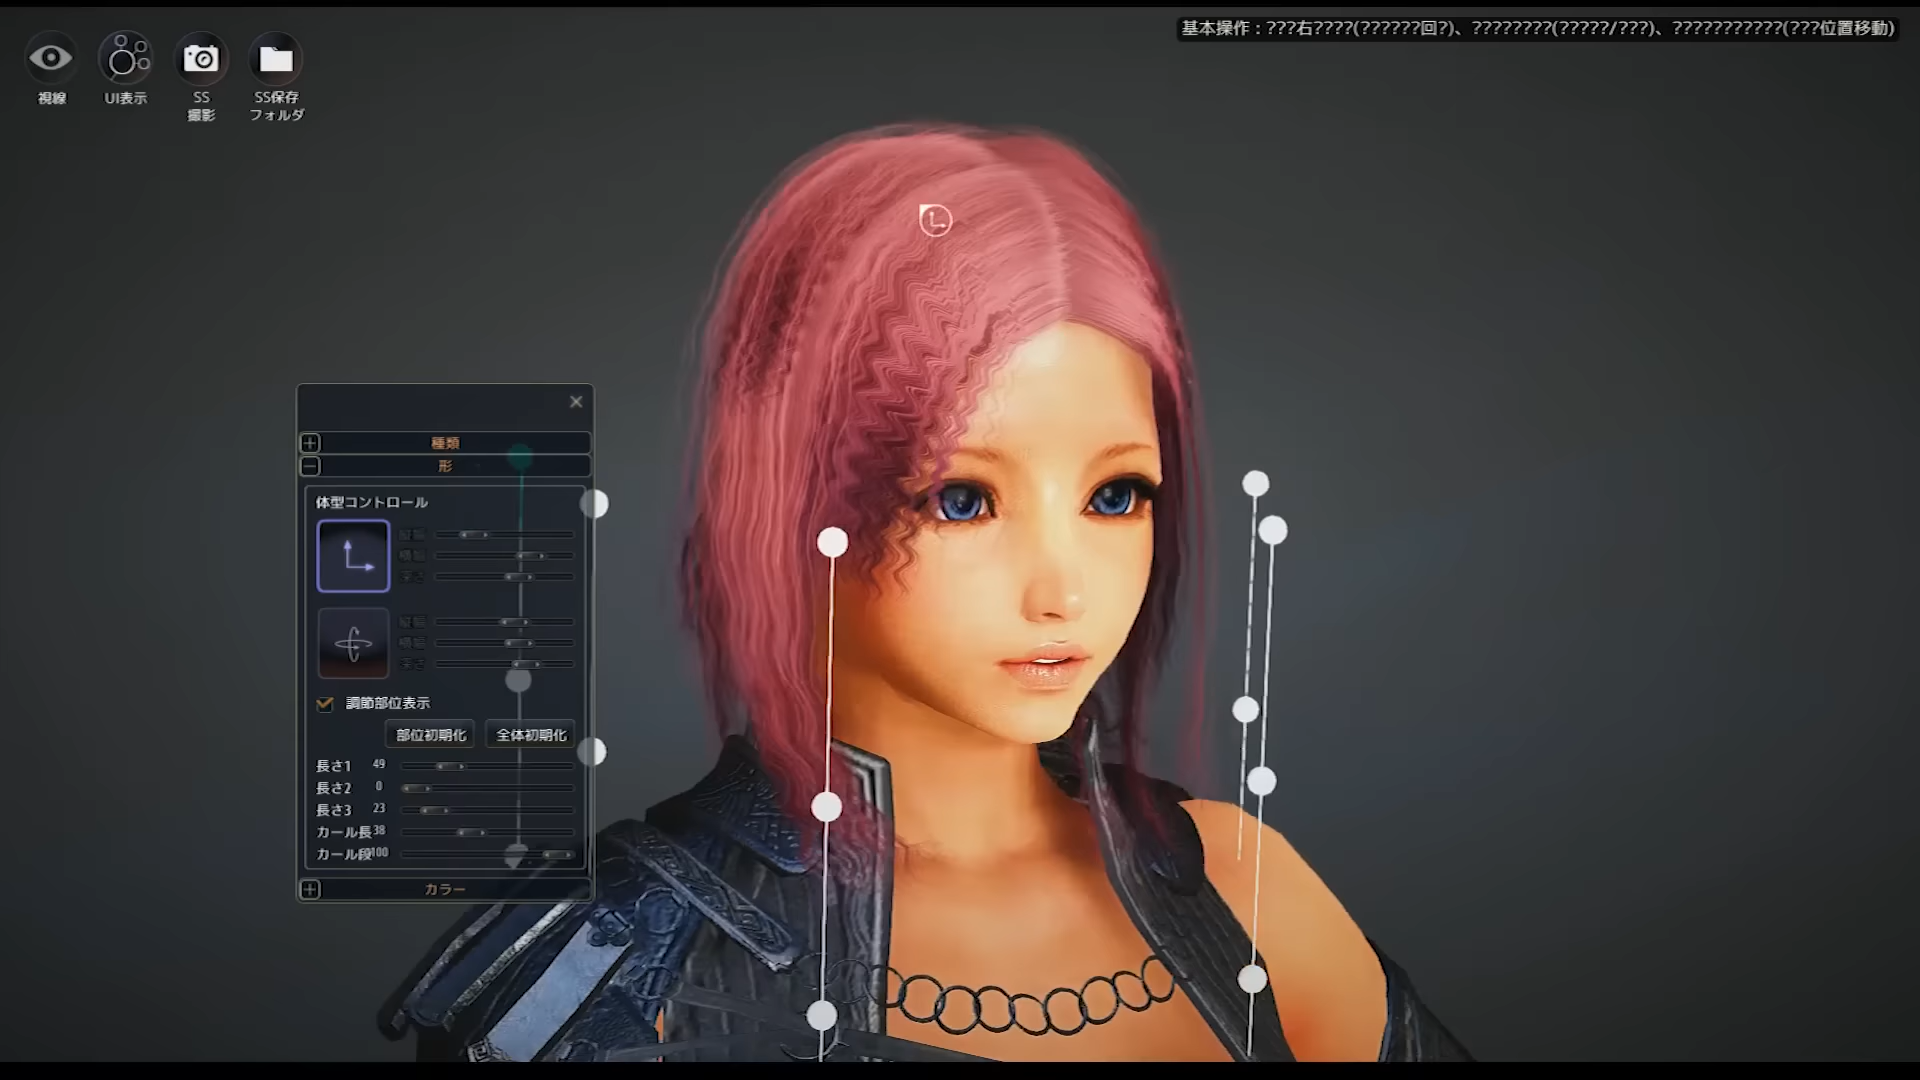 基本操作：???右????(??????回?)、????????(?????/???)、???????????(???位置移動)
視線
UI表示
SS
撮影
SS保存
フォルダ
種類
形
体型コントロール
調節部位表示
部位初期化
全体初期化
長さ1 49
長さ2 0
長さ3 23
カール長 38
カール段 100
カラー